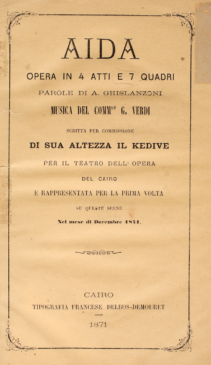 AIDA
OPERA IN 4 ATTI E 7 QUADRI
PAROLE DI A. GHISLANZONI
MUSICA DEL COMM.re G. VERDI
SCRITTA PER COMMISSIONE
DI SUA ALTEZZA IL KEDIVE
PER IL TEATRO DELL'OPERA
DEL CAIRO
E RAPPRESENTATA PER LA PRIMA VOLTA
SU QUESTE SCENE
Nel mese di Decembre 1871.
CAIRO
TIPOGRAFIA FRANCESE DELBOS-DEMOURET
1871